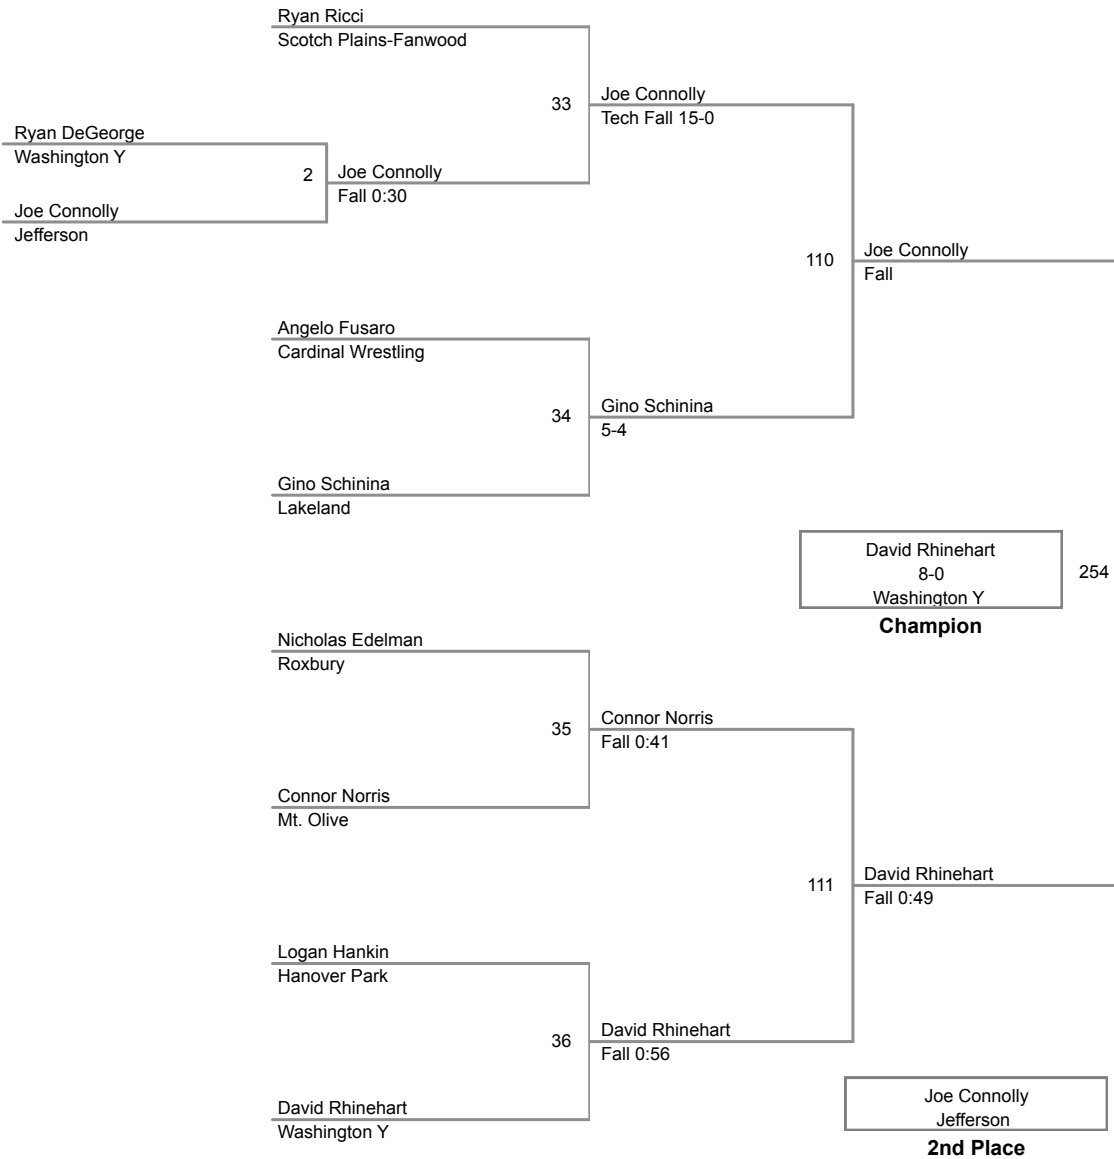 Ryan Ricci
Scotch Plains-Fanwood
33
Joe Connolly
Tech Fall 15-0
Ryan DeGeorge
Washington Y
2
Joe Connolly
Fall 0:30
Joe Connolly
Jefferson
110
Joe Connolly
Fall
Angelo Fusaro
Cardinal Wrestling
34
Gino Schinina
5-4
Gino Schinina
Lakeland
David Rhinehart
8-0
Washington Y
254
Champion
Nicholas Edelman
Roxbury
35
Connor Norris
Fall 0:41
Connor Norris
Mt. Olive
111
David Rhinehart
Fall 0:49
Logan Hankin
Hanover Park
36
David Rhinehart
Fall 0:56
David Rhinehart
Washington Y
Joe Connolly
Jefferson
2nd Place